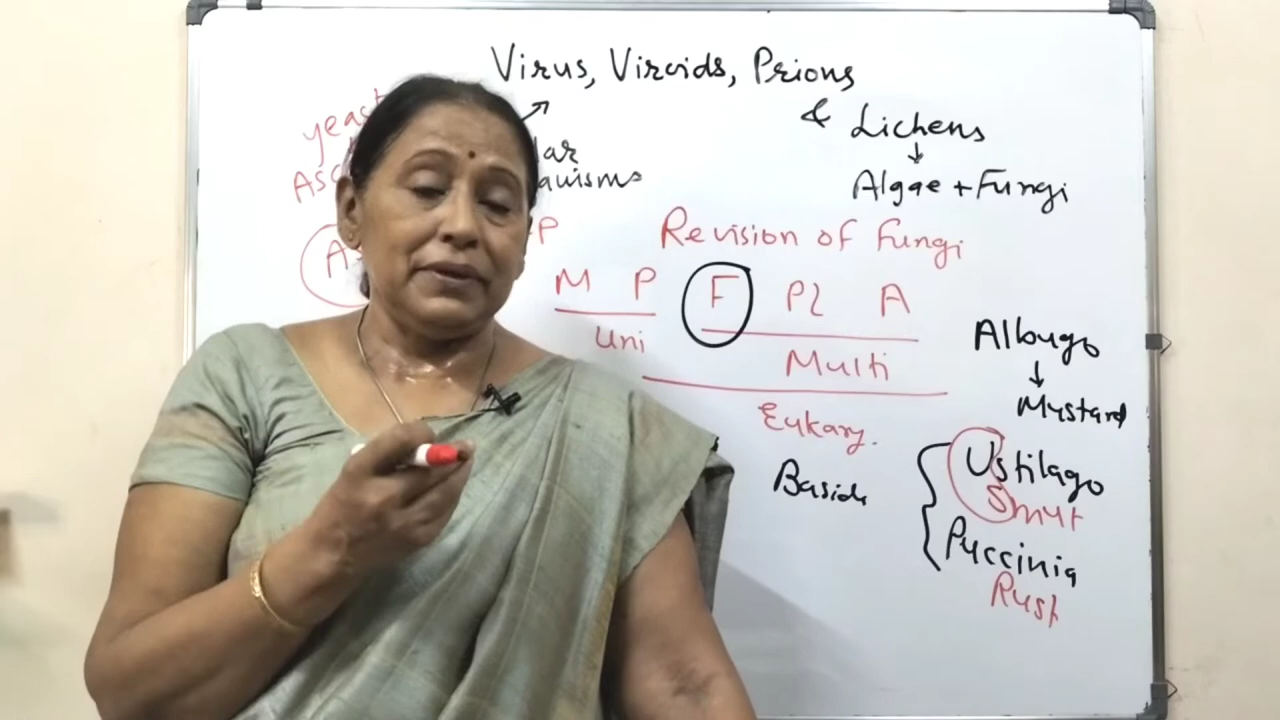 Virus, Viroids, Prions
& Lichens
Algae + Fungi
Revision of Fungi
M P F Pl A
Uni
Multi
Eukary.
Albugo
Mustard
Ustilago
Smut
Puccinia
Rust